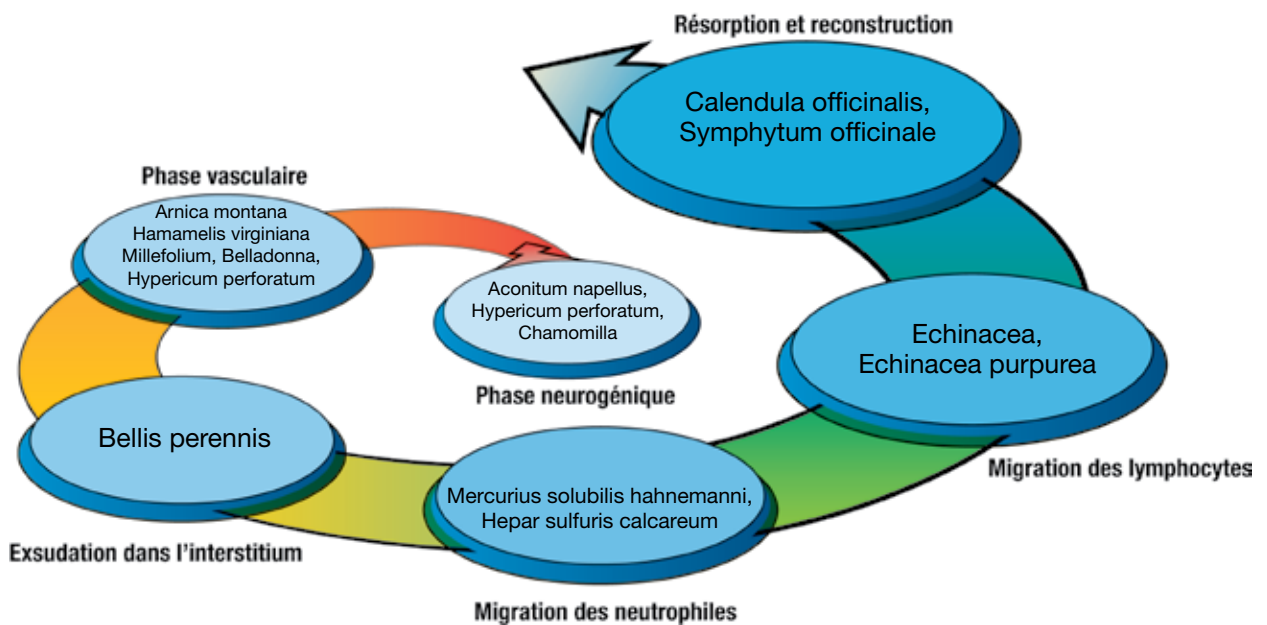 Résorption et reconstruction
Calendula officinalis,
Symphytum officinale
Phase vasculaire
Arnica montana
Hamamelis virginiana
Millefolium, Belladonna,
Hypericum perforatum
Aconitum napellus,
Hypericum perforatum,
Chamomilla
Phase neurogénique
Echinacea,
Echinacea purpurea
Migration des lymphocytes
Bellis perennis
Exsudation dans l'interstitium
Mercurius solubilis hahnemanni,
Hepar sulfuris calcareum
Migration des neutrophiles